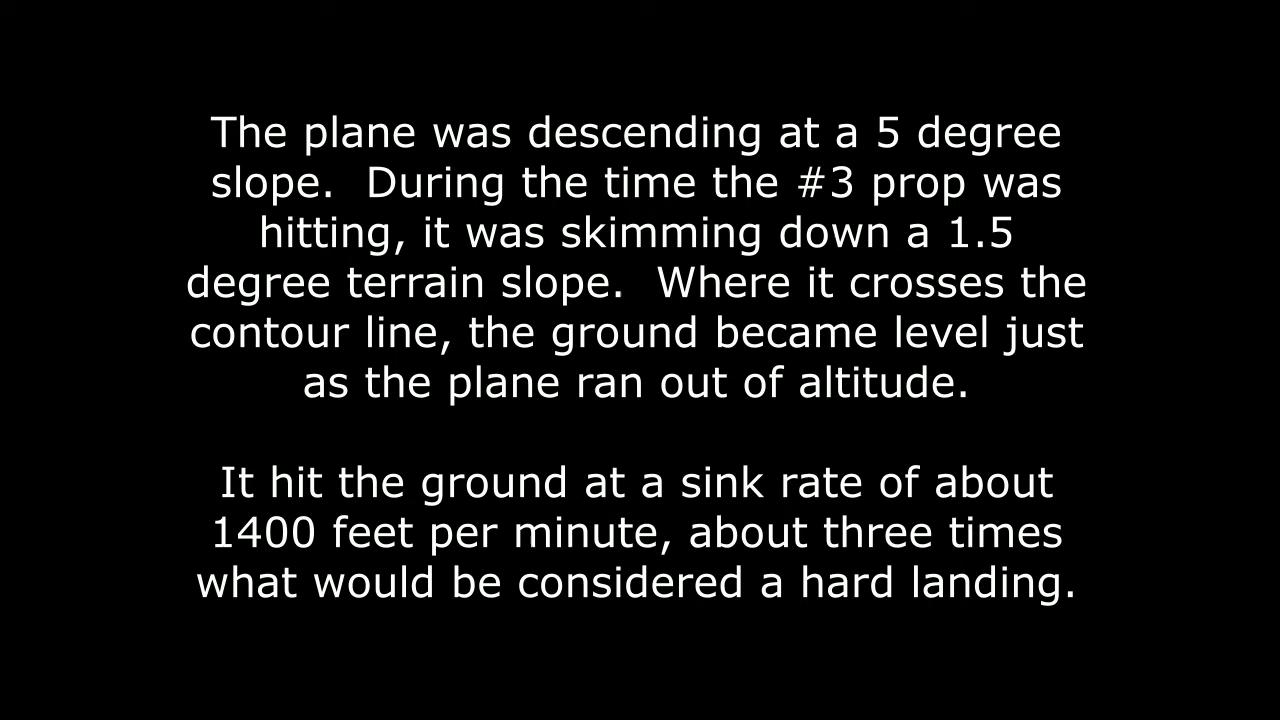 The plane was descending at a 5 degree
slope.  During the time the #3 prop was
hitting, it was skimming down a 1.5
degree terrain slope.  Where it crosses the
contour line, the ground became level just
as the plane ran out of altitude.
It hit the ground at a sink rate of about
1400 feet per minute, about three times
what would be considered a hard landing.